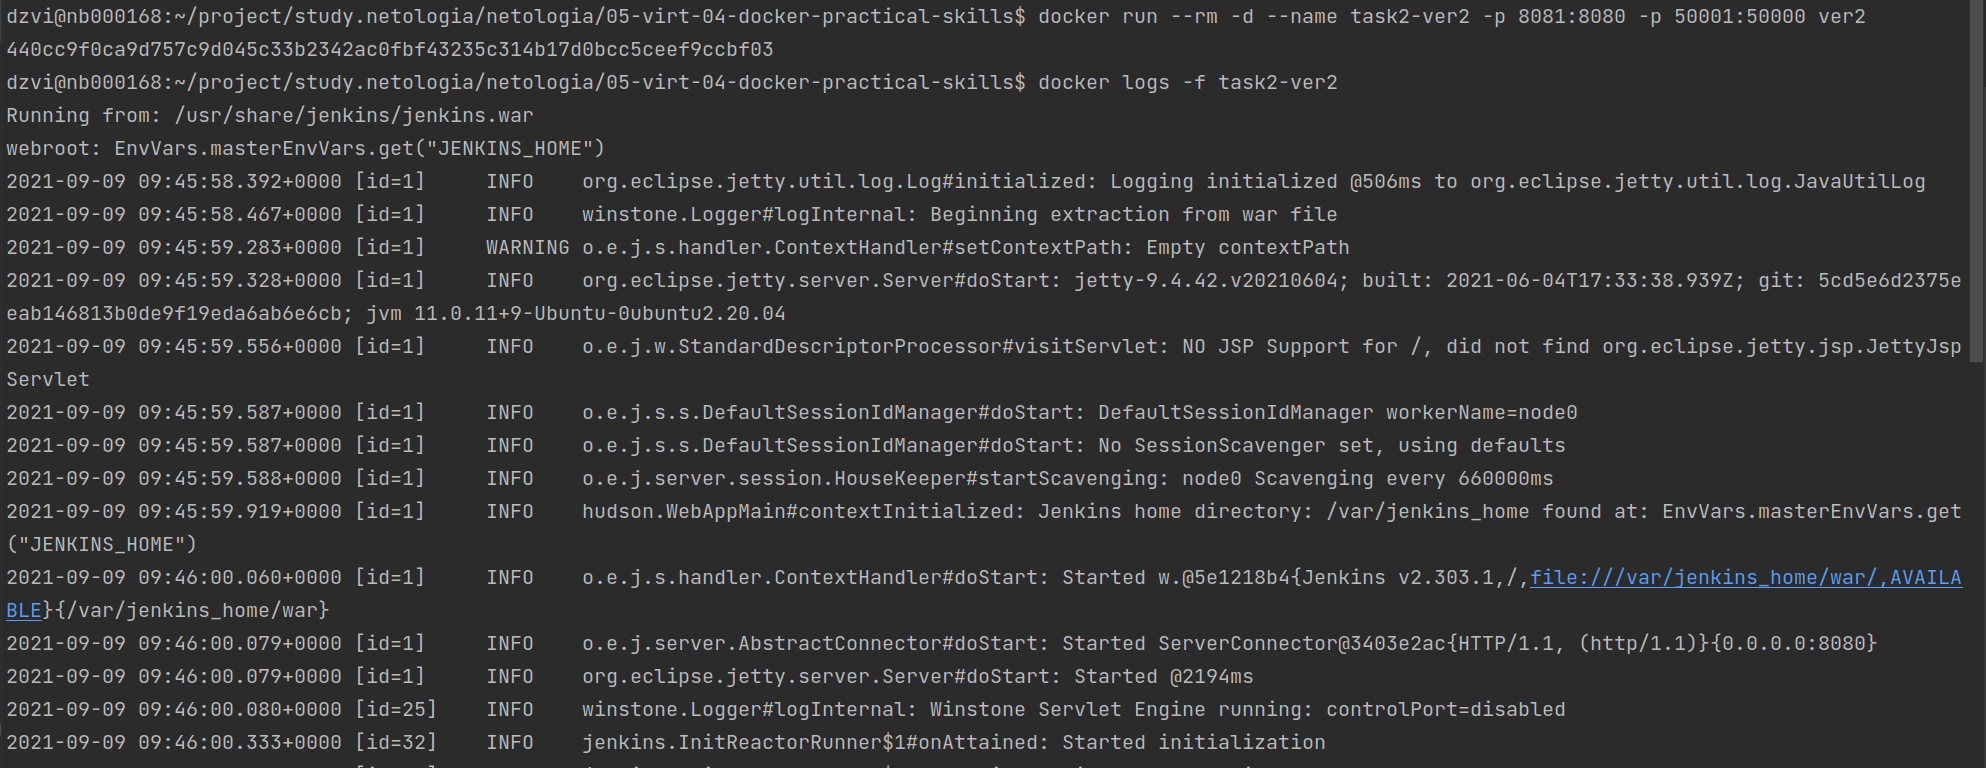 dzvi@nb000168:~/project/study.netologia/netologia/05-virt-04-docker-practical-skills$ docker run --rm -d --name task2-ver2 -p 8081:8080 -p 50001:50000 ver2
440cc9f0ca9d757c9d045c33b2342ac0fbf43235c314b17d0bcc5ceef9ccbf03
dzvi@nb000168:~/project/study.netologia/netologia/05-virt-04-docker-practical-skills$ docker logs -f task2-ver2
Running from: /usr/share/jenkins/jenkins.war
webroot: EnvVars.masterEnvVars.get("JENKINS_HOME")
2021-09-09 09:45:58.392+0000 [id=1]     INFO    org.eclipse.jetty.util.log.Log#initialized: Logging initialized @506ms to org.eclipse.jetty.util.log.JavaUtilLog
2021-09-09 09:45:58.467+0000 [id=1]     INFO    winstone.Logger#logInternal: Beginning extraction from war file
2021-09-09 09:45:59.283+0000 [id=1]     WARNING o.e.j.s.handler.ContextHandler#setContextPath: Empty contextPath
2021-09-09 09:45:59.328+0000 [id=1]     INFO    org.eclipse.jetty.server.Server#doStart: jetty-9.4.42.v20210604; built: 2021-06-04T17:33:38.939Z; git: 5cd5e6d2375e
eab146813b0de9f19eda6ab6e6cb; jvm 11.0.11+9-Ubuntu-0ubuntu2.20.04
2021-09-09 09:45:59.556+0000 [id=1]     INFO    o.e.j.w.StandardDescriptorProcessor#visitServlet: NO JSP Support for /, did not find org.eclipse.jetty.jsp.JettyJsp
Servlet
2021-09-09 09:45:59.587+0000 [id=1]     INFO    o.e.j.s.s.DefaultSessionIdManager#doStart: DefaultSessionIdManager workerName=node0
2021-09-09 09:45:59.587+0000 [id=1]     INFO    o.e.j.s.s.DefaultSessionIdManager#doStart: No SessionScavenger set, using defaults
2021-09-09 09:45:59.588+0000 [id=1]     INFO    o.e.j.server.session.HouseKeeper#startScavenging: node0 Scavenging every 660000ms
2021-09-09 09:45:59.919+0000 [id=1]     INFO    hudson.WebAppMain#contextInitialized: Jenkins home directory: /var/jenkins_home found at: EnvVars.masterEnvVars.get
("JENKINS_HOME")
2021-09-09 09:46:00.060+0000 [id=1]     INFO    o.e.j.s.handler.ContextHandler#doStart: Started w.@5e1218b4{Jenkins v2.303.1,/,file:///var/jenkins_home/war/,AVAILA
BLE}{/var/jenkins_home/war}
2021-09-09 09:46:00.079+0000 [id=1]     INFO    o.e.j.server.AbstractConnector#doStart: Started ServerConnector@3403e2ac{HTTP/1.1, (http/1.1)}{0.0.0.0:8080}
2021-09-09 09:46:00.079+0000 [id=1]     INFO    org.eclipse.jetty.server.Server#doStart: Started @2194ms
2021-09-09 09:46:00.080+0000 [id=25]    INFO    winstone.Logger#logInternal: Winstone Servlet Engine running: controlPort=disabled
2021-09-09 09:46:00.333+0000 [id=32]    INFO    jenkins.InitReactorRunner$1#onAttained: Started initialization